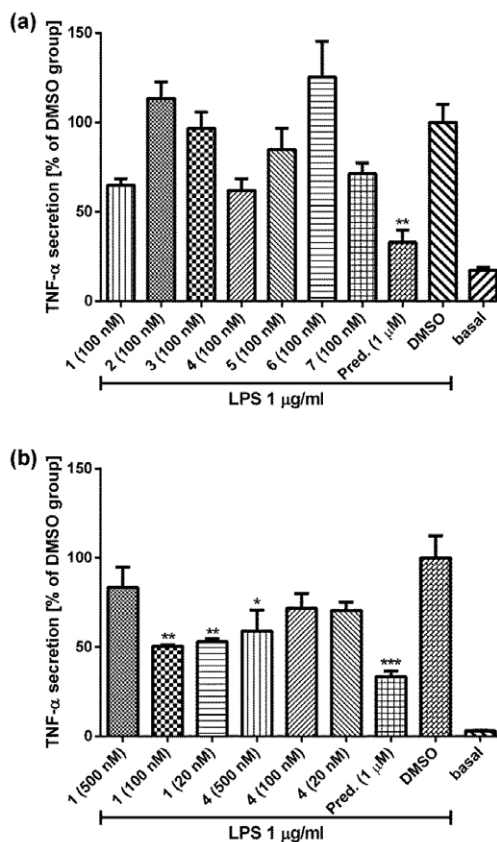 (a)
TNF-α secretion [% of DMSO group]
150
100
50
0
**
1 (100 nM)
2 (100 nM)
3 (100 nM)
4 (100 nM)
5 (100 nM)
6 (100 nM)
7 (100 nM)
Pred. (1 μM)
DMSO
basal
LPS 1 μg/ml
(b)
TNF-α secretion [% of DMSO group]
150
100
50
0
**
**
*
***
1 (500 nM)
1 (100 nM)
1 (20 nM)
4 (500 nM)
4 (100 nM)
4 (20 nM)
Pred. (1 μM)
DMSO
basal
LPS 1 μg/ml